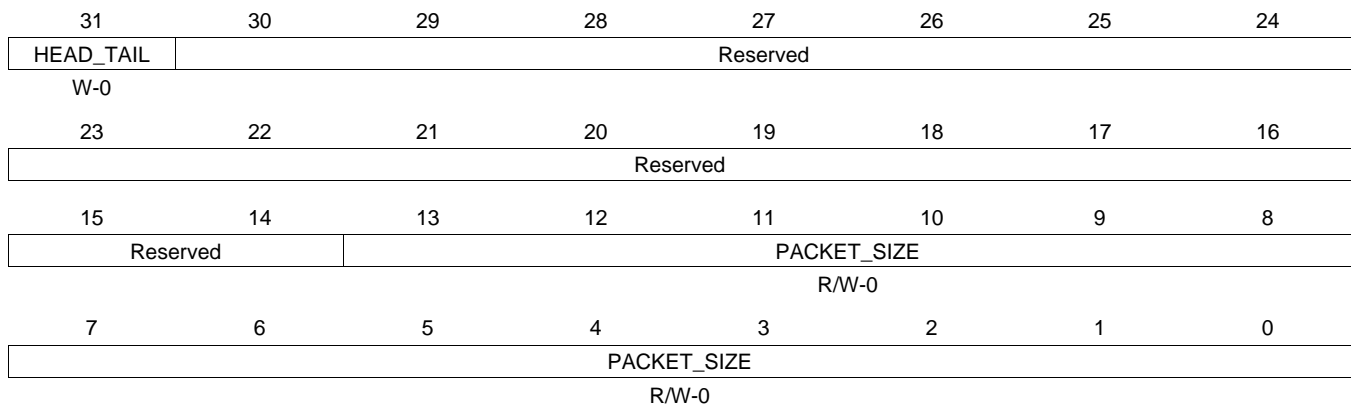 31 30 29 28 27 26 25 24
HEAD_TAIL Reserved
W-0
23 22 21 20 19 18 17 16
Reserved
15 14 13 12 11 10 9 8
Reserved PACKET_SIZE
R/W-0
7 6 5 4 3 2 1 0
PACKET_SIZE
R/W-0